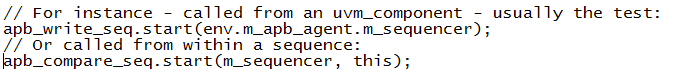 // For instance - called from an uvm_component - usually the test:
apb_write_seq.start(env.m_apb_agent.m_sequencer);
// Or called from within a sequence:
apb_compare_seq.start(m_sequencer, this);